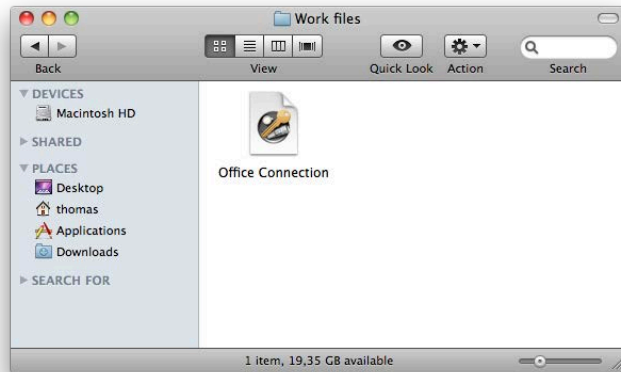 Work files
Back
View
Quick Look
Action
Search
DEVICES
Macintosh HD
SHARED
PLACES
Desktop
thomas
Applications
Downloads
SEARCH FOR
Office Connection
1 item, 19,35 GB available